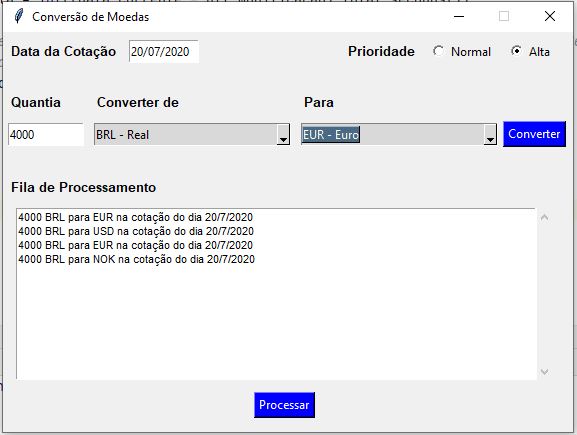 Conversão de Moedas
Data da Cotação 20/07/2020 Prioridade Normal Alta
Quantia Converter de Para
4000 BRL - Real EUR - Euro Converter
Fila de Processamento
4000 BRL para EUR na cotação do dia 20/7/2020
4000 BRL para USD na cotação do dia 20/7/2020
4000 BRL para EUR na cotação do dia 20/7/2020
4000 BRL para NOK na cotação do dia 20/7/2020
Processar